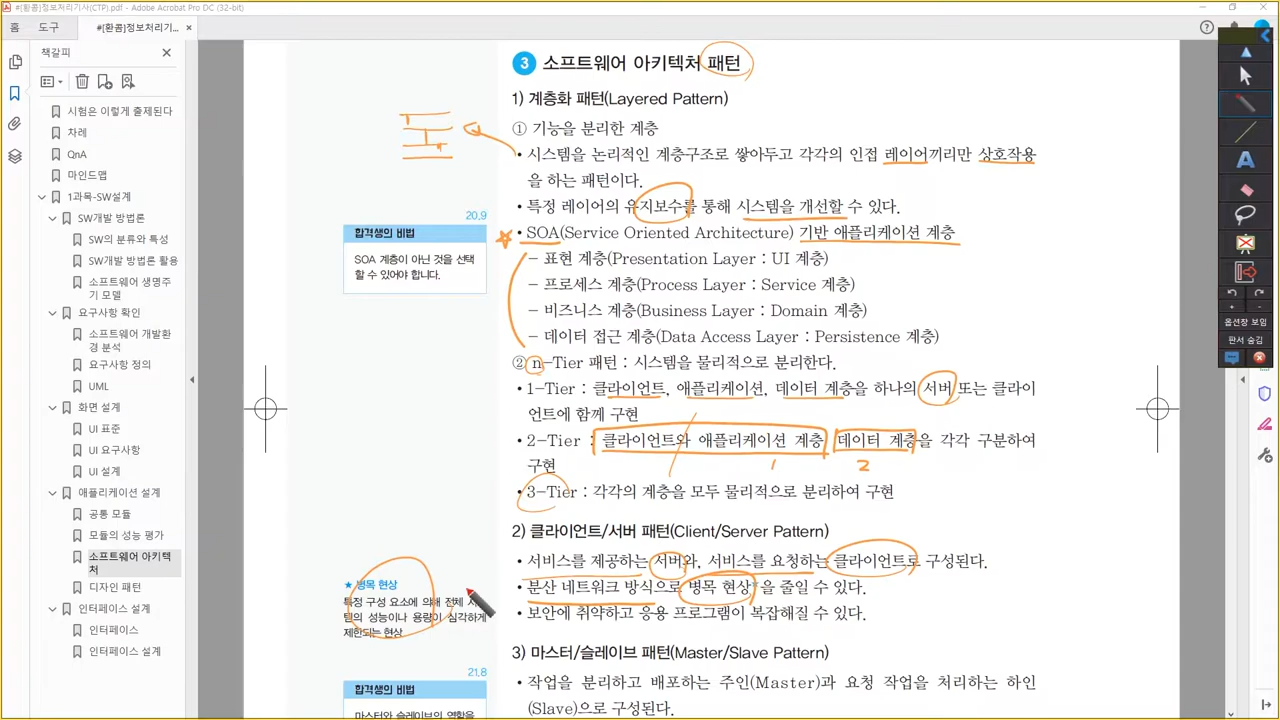 #[환콤]정보처리기사(CTP).pdf - Adobe Acrobat Pro DC (32-bit)
홈
도구
#[환콤]정보처리기...
책갈피
시험은 이렇게 출제된다
차례
QnA
마인드맵
1과목-SW설계
SW개발 방법론
SW의 분류와 특성
SW개발 방법론 활용
소프트웨어 생명주
기 모델
요구사항 확인
소프트웨어 개발환
경 분석
요구사항 정의
UML
화면 설계
UI 표준
UI 요구사항
UI 설계
애플리케이션 설계
공통 모듈
모듈의 성능 평가
소프트웨어 아키텍
처
디자인 패턴
인터페이스 설계
인터페이스
인터페이스 설계
20,9
합격생의 비법
SOA 계층이 아닌 것을 선택
할 수 있어야 합니다.
★ 병목 현상
특정 구성 요소에 의해 전체 시
템의 성능이나 용량이 심각하게
제한되는 현상
21,8
합격생의 비법
마스터와 슬레이브의 역할을
3 소프트웨어 아키텍처 패턴
1) 계층화 패턴(Layered Pattern)
① 기능을 분리한 계층
• 시스템을 논리적인 계층구조로 쌓아두고 각각의 인접 레이어끼리만 상호작용
을 하는 패턴이다.
• 특정 레이어의 유지보수를 통해 시스템을 개선할 수 있다.
• SOA(Service Oriented Architecture) 기반 애플리케이션 계층
- 표현 계층(Presentation Layer : UI 계층)
- 프로세스 계층(Process Layer : Service 계층)
- 비즈니스 계층(Business Layer : Domain 계층)
- 데이터 접근 계층(Data Access Layer : Persistence 계층)
② n-Tier 패턴 : 시스템을 물리적으로 분리한다.
• 1-Tier : 클라이언트, 애플리케이션, 데이터 계층을 하나의 서버 또는 클라이
언트에 함께 구현
• 2-Tier : 클라이언트와 애플리케이션 계층 데이터 계층을 각각 구분하여
구현
1 2
• 3-Tier : 각각의 계층을 모두 물리적으로 분리하여 구현
2) 클라이언트/서버 패턴(Client/Server Pattern)
• 서비스를 제공하는 서버와, 서비스를 요청하는 클라이언트로 구성된다.
• 분산 네트워크 방식으로 병목 현상*을 줄일 수 있다.
• 보안에 취약하고 응용 프로그램이 복잡해질 수 있다.
3) 마스터/슬레이브 패턴(Master/Slave Pattern)
• 작업을 분리하고 배포하는 주인(Master)과 요청 작업을 처리하는 하인
(Slave)으로 구성된다.
옵션창 보임
판서 숨김